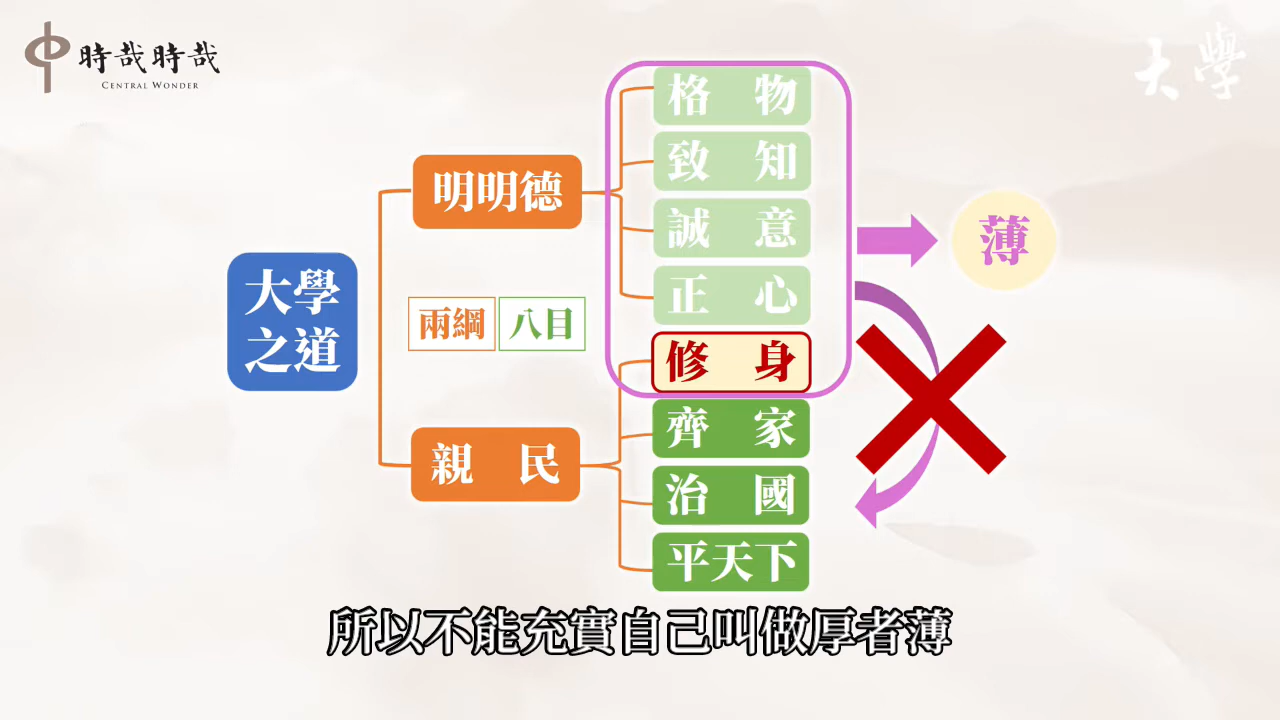 時哉時哉
CENTRAL WONDER
大學
格 物
致 知
誠 意
正 心
修 身
齊 家
治 國
平天下
明明德
大學
之道
兩綱 八目
親 民
薄
所以不能充實自己叫做厚者薄